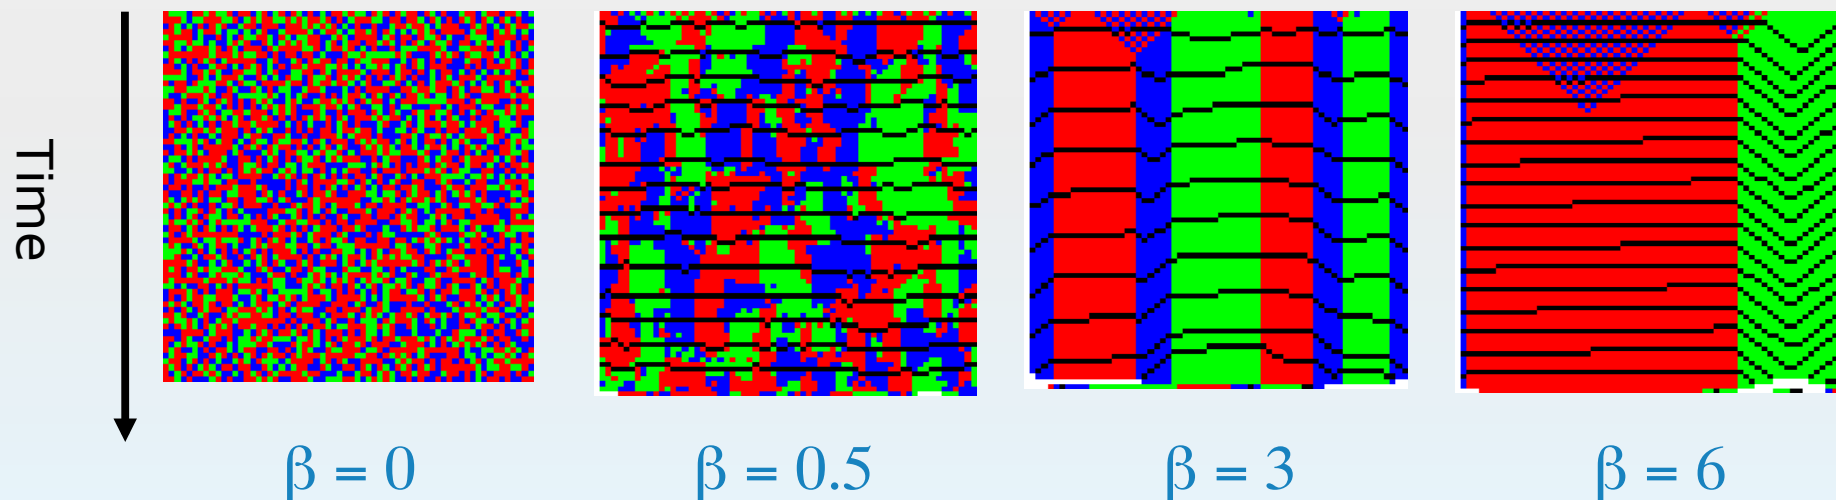 Time
β = 0
β = 0.5
β = 3
β = 6